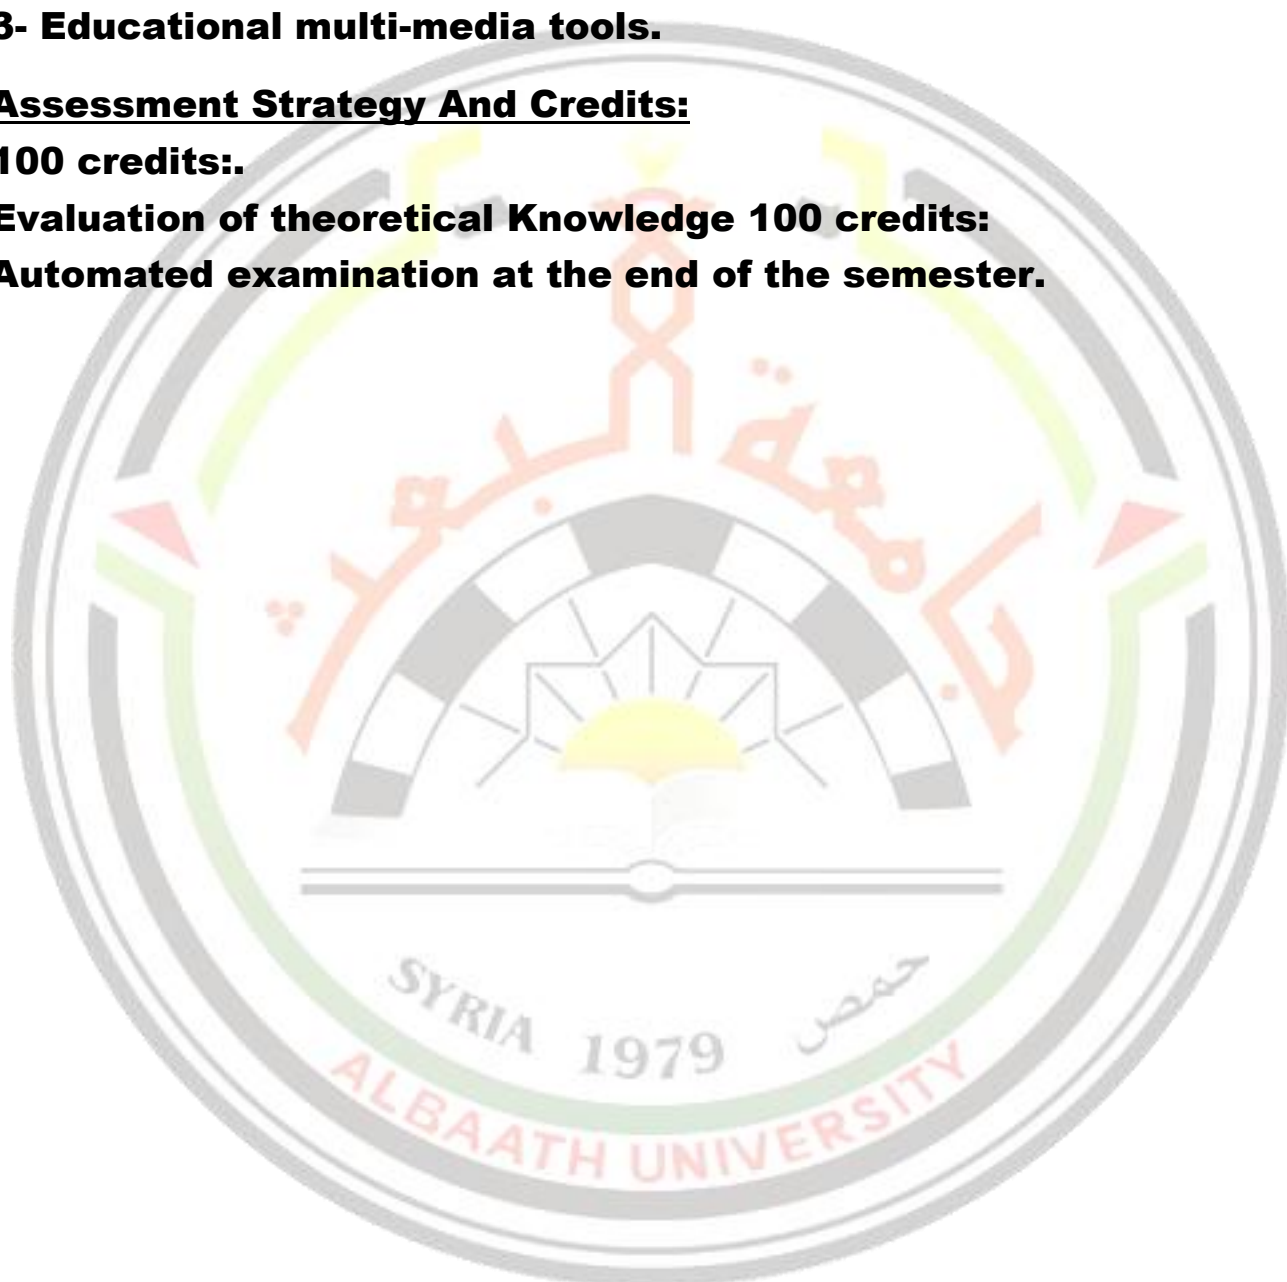 3- Educational multi-media tools.
Assessment Strategy And Credits:
100 credits:.
Evaluation of theoretical Knowledge 100 credits:
Automated examination at the end of the semester.
جامعة البعث
SYRIA 1979 حمص
ALBAATH UNIVERSITY